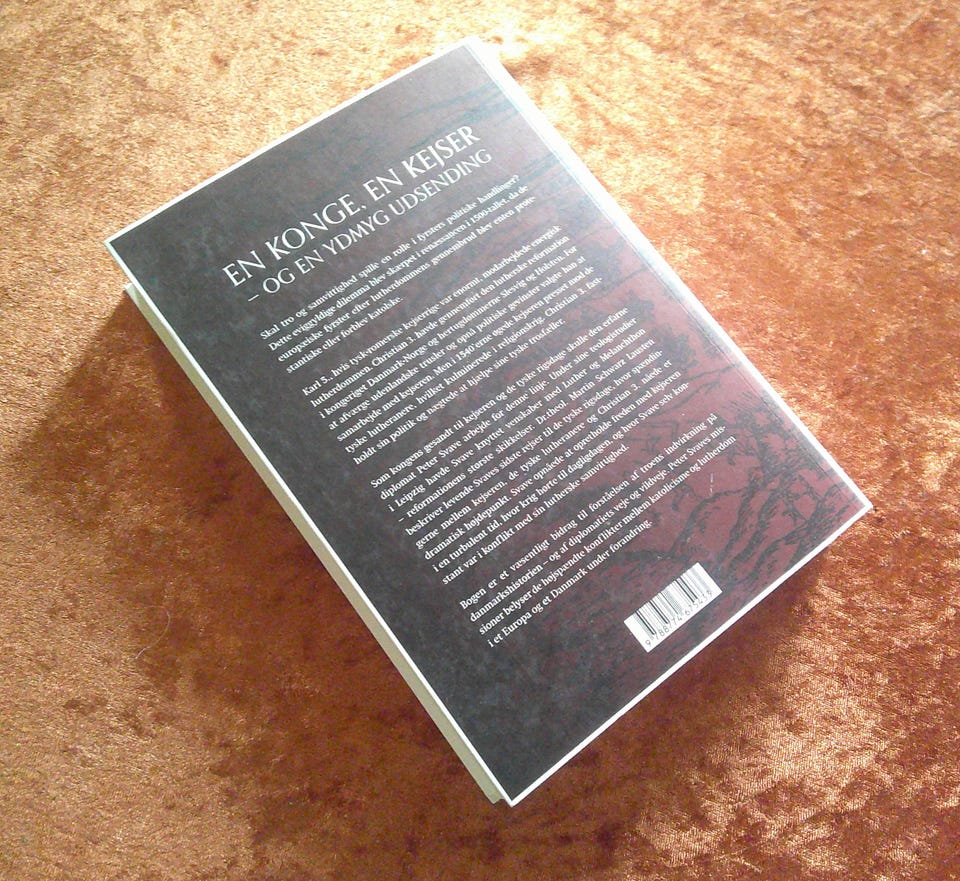 EN KONGE, EN KEJSER
– OG EN YDMYG UDSENDING
Skal tro og samvittighed spille en rolle i fyrsters politiske handlinger?
Dette eviggyldige dilemma blev skærpet i renæssancen i 1500-tallet, da de
europæiske fyrster efter lutherdommens gennembrud blev enten prote-
stantiske eller forblev katolske.
Karl 5., hvis tysk-romerske kejserrige var enormt, modarbejdede energisk
lutherdommen. Christian 3. havde gennemført den lutherske reformation
i kongeriget Danmark-Norge og hertugdømmerne Slesvig og Holsten. For
at afværge udenlandske trusler og opnå politiske gevinster valgte han at
samarbejde med kejseren. Men i 1540'erne øgede kejseren presset mod de
tyske lutheranere, hvilket kulminerede i religionskrig. Christian 3. fast-
holdt sin politik og nægtede at hjælpe sine tyske trosfæller.
Som kongens gesandt til kejseren og de tyske rigsdage skulle den erfarne
diplomat Peter Svave arbejde for denne linje. Under sine teologistudier
i Leipzig havde Svave knyttet venskaber med Luther og Melanchthon
– reformationens største skikkelser. Dr.theol. Martin Schwarz Lausten
beskriver levende Svaves sidste rejser til de tyske rigsdage, hvor spændin-
gerne mellem kejseren, de tyske lutheranere og Christian 3. nåede et
dramatisk højdepunkt. Svave oplevede at opretholde freden med kejseren
i en turbulent tid, hvor krig hørte til dagligdagen, og hvor Svave selv kon-
stant var i konflikt med sin lutherske samvittighed.
Bogen er et væsentligt bidrag til forståelsen af troens indvirkning på
danmarkshistorien – og af diplomatiets veje og vildveje. Peter Svaves mis-
sioner belyser de højspændte konflikter mellem katolicisme og lutherdom
i et Europa og et Danmark under forandring.